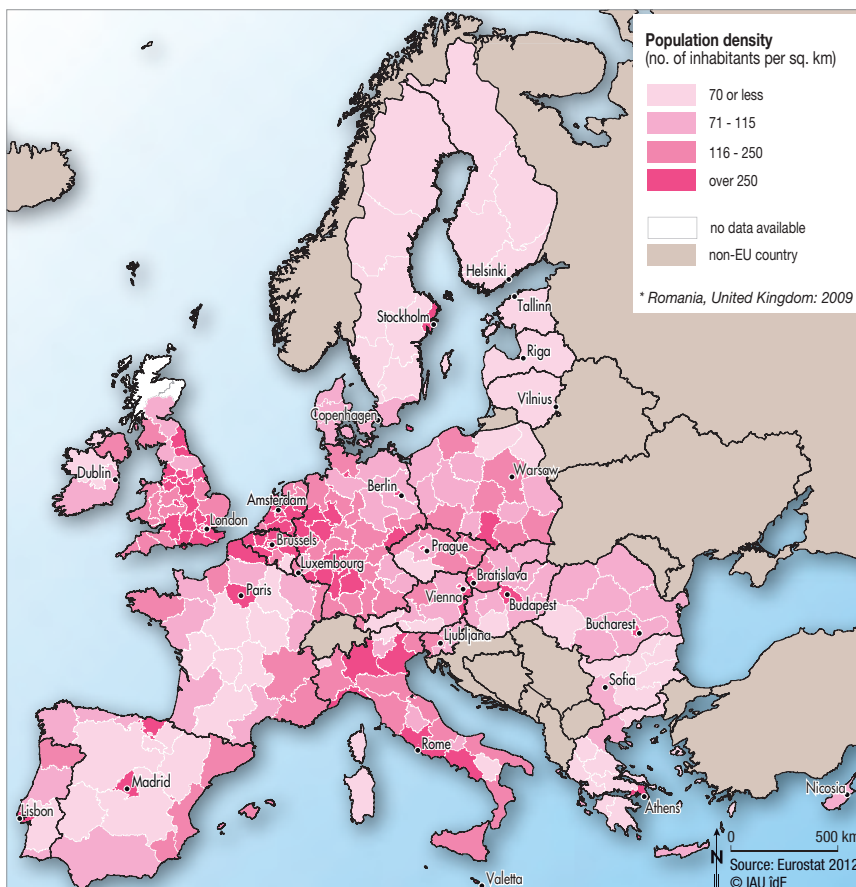 Population density
(no. of inhabitants per sq. km)
70 or less
71 - 115
116 - 250
over 250
no data available
non-EU country
* Romania, United Kingdom: 2009
Helsinki
Tallinn
Stockholm
Riga
Vilnius
Copenhagen
Dublin
Warsaw
Berlin
Amsterdam
London
Brussels
Prague
Luxembourg
Bratislava
Paris
Vienna
Budapest
Bucharest
Ljubljana
Sofia
Rome
Madrid
Nicosia
Lisbon
Athens
0 500 km
N
Source: Eurostat 2012
© IAU îdF
Valetta